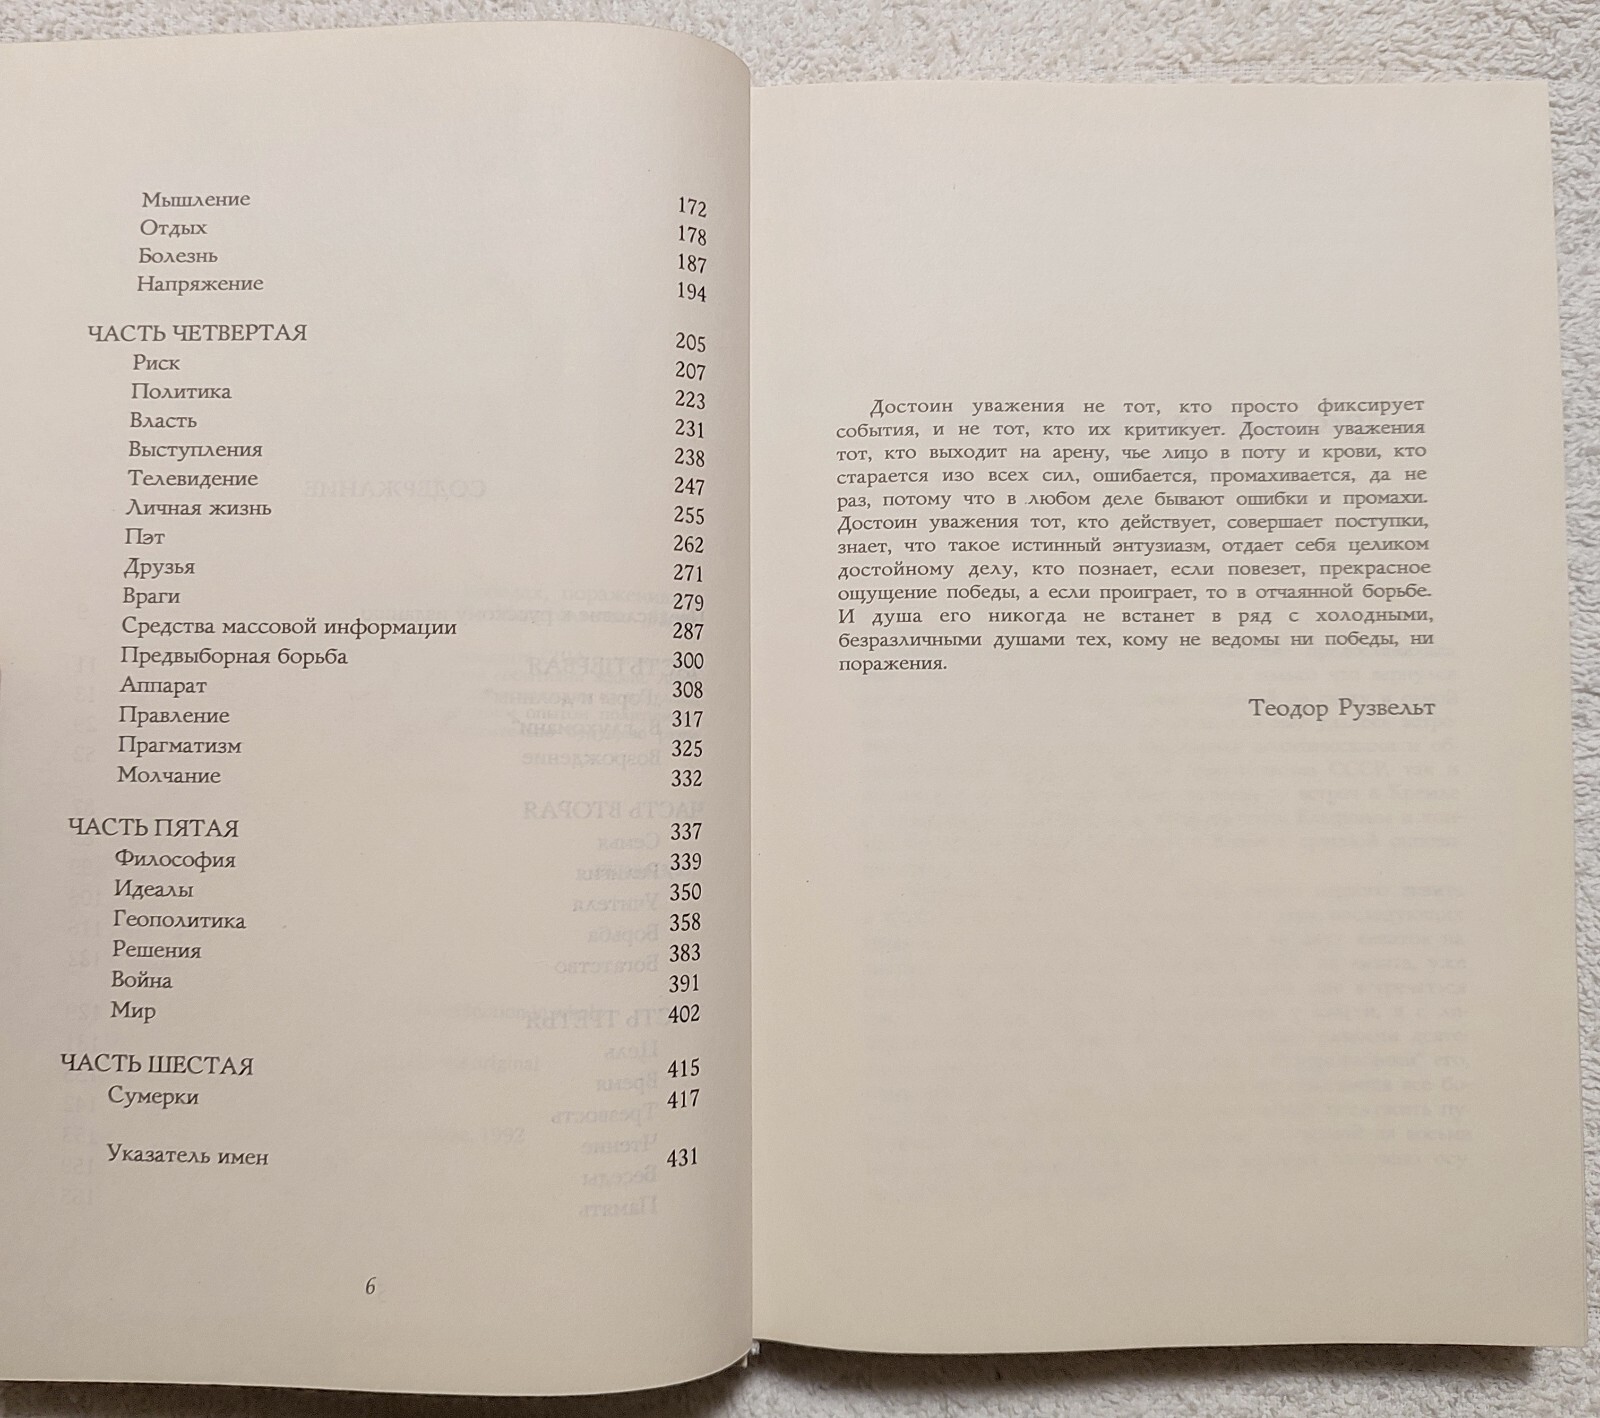 Мышление 172
Отдых 178
Болезнь 187
Напряжение 194
ЧАСТЬ ЧЕТВЕРТАЯ 205
Риск 207
Политика 223
Власть 231
Выступления 238
Телевидение 247
Личная жизнь 255
Пэт 262
Друзья 271
Враги 279
Средства массовой информации 287
Предвыборная борьба 300
Аппарат 308
Правление 317
Прагматизм 325
Молчание 332
ЧАСТЬ ПЯТАЯ 337
Философия 339
Идеалы 350
Геополитика 358
Решения 383
Война 391
Мир 402
ЧАСТЬ ШЕСТАЯ 415
Сумерки 417
Указатель имен 431
6
Достоин уважения не тот, кто просто фиксирует
события, и не тот, кто их критикует. Достоин уважения
тот, кто выходит на арену, чье лицо в поту и крови, кто
старается изо всех сил, ошибается, промахивается, да не
раз, потому что в любом деле бывают ошибки и промахи.
Достоин уважения тот, кто действует, совершает поступки,
знает, что такое истинный энтузиазм, отдает себя целиком
достойному делу, кто познает, если повезет, прекрасное
ощущение победы, а если проиграет, то в отчаянной борьбе.
И душа его никогда не встанет в ряд с холодными,
безразличными душами тех, кому не ведомы ни победы, ни
поражения.
Теодор Рузвельт